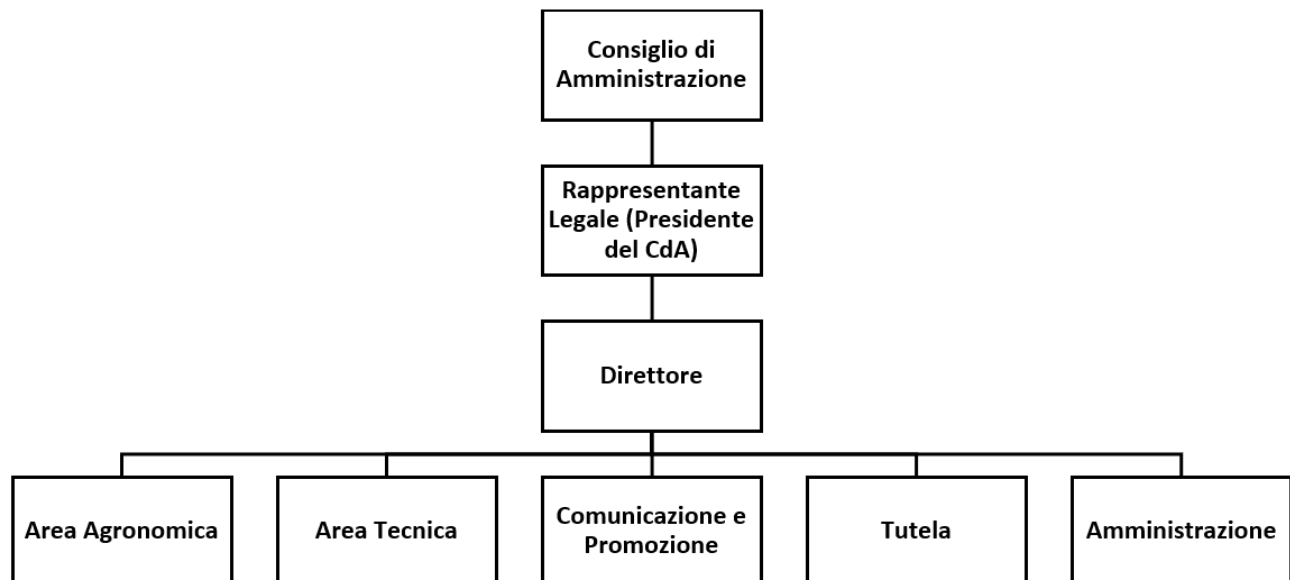 Consiglio di
Amministrazione
Rappresentante
Legale (Presidente
del CdA)
Direttore
Area Agronomica
Area Tecnica
Comunicazione e
Promozione
Tutela
Amministrazione